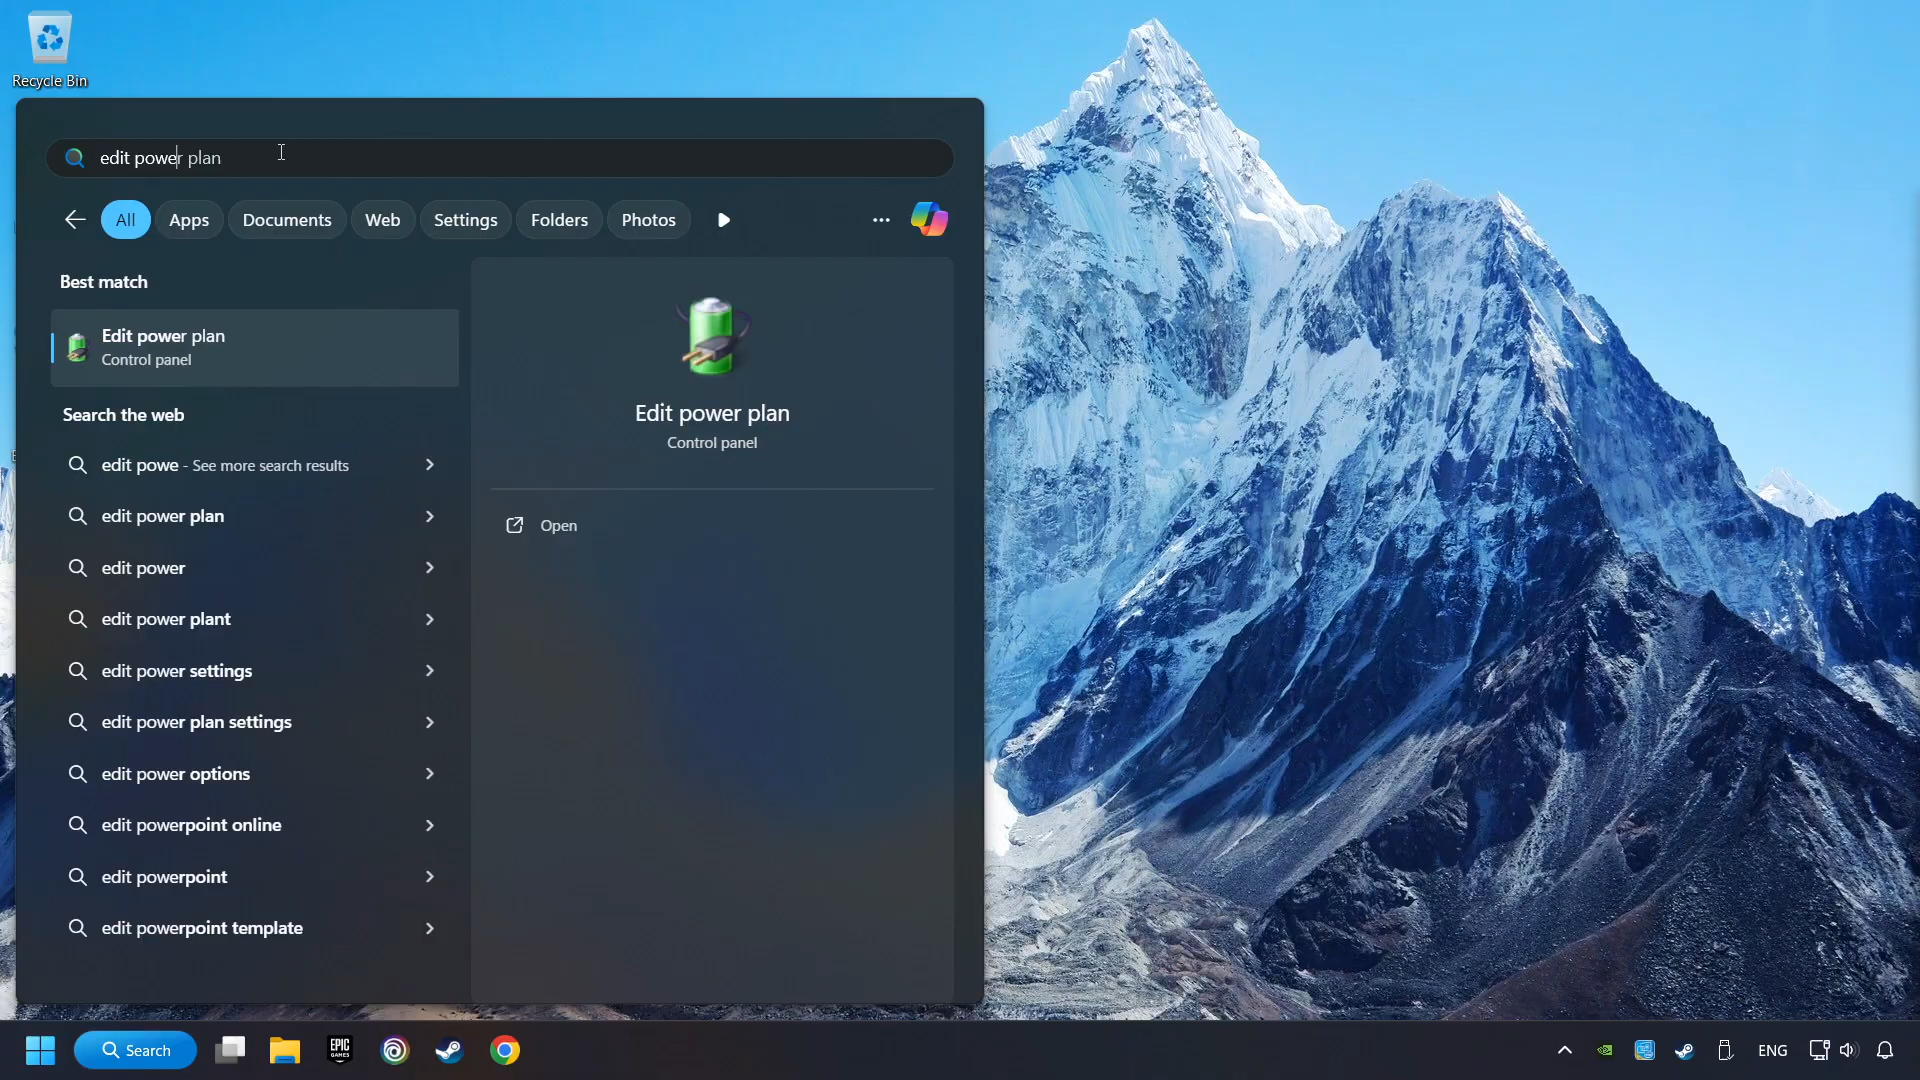 Recycle Bin
edit power plan
All Apps Documents Web Settings Folders Photos
Best match
Edit power plan
Control panel
Search the web
edit powe - See more search results
edit power plan
edit power
edit power plant
edit power settings
edit power plan settings
edit power options
edit powerpoint online
edit powerpoint
edit powerpoint template
Edit power plan
Control panel
Open
Search
EPIC
GAMES
ENG